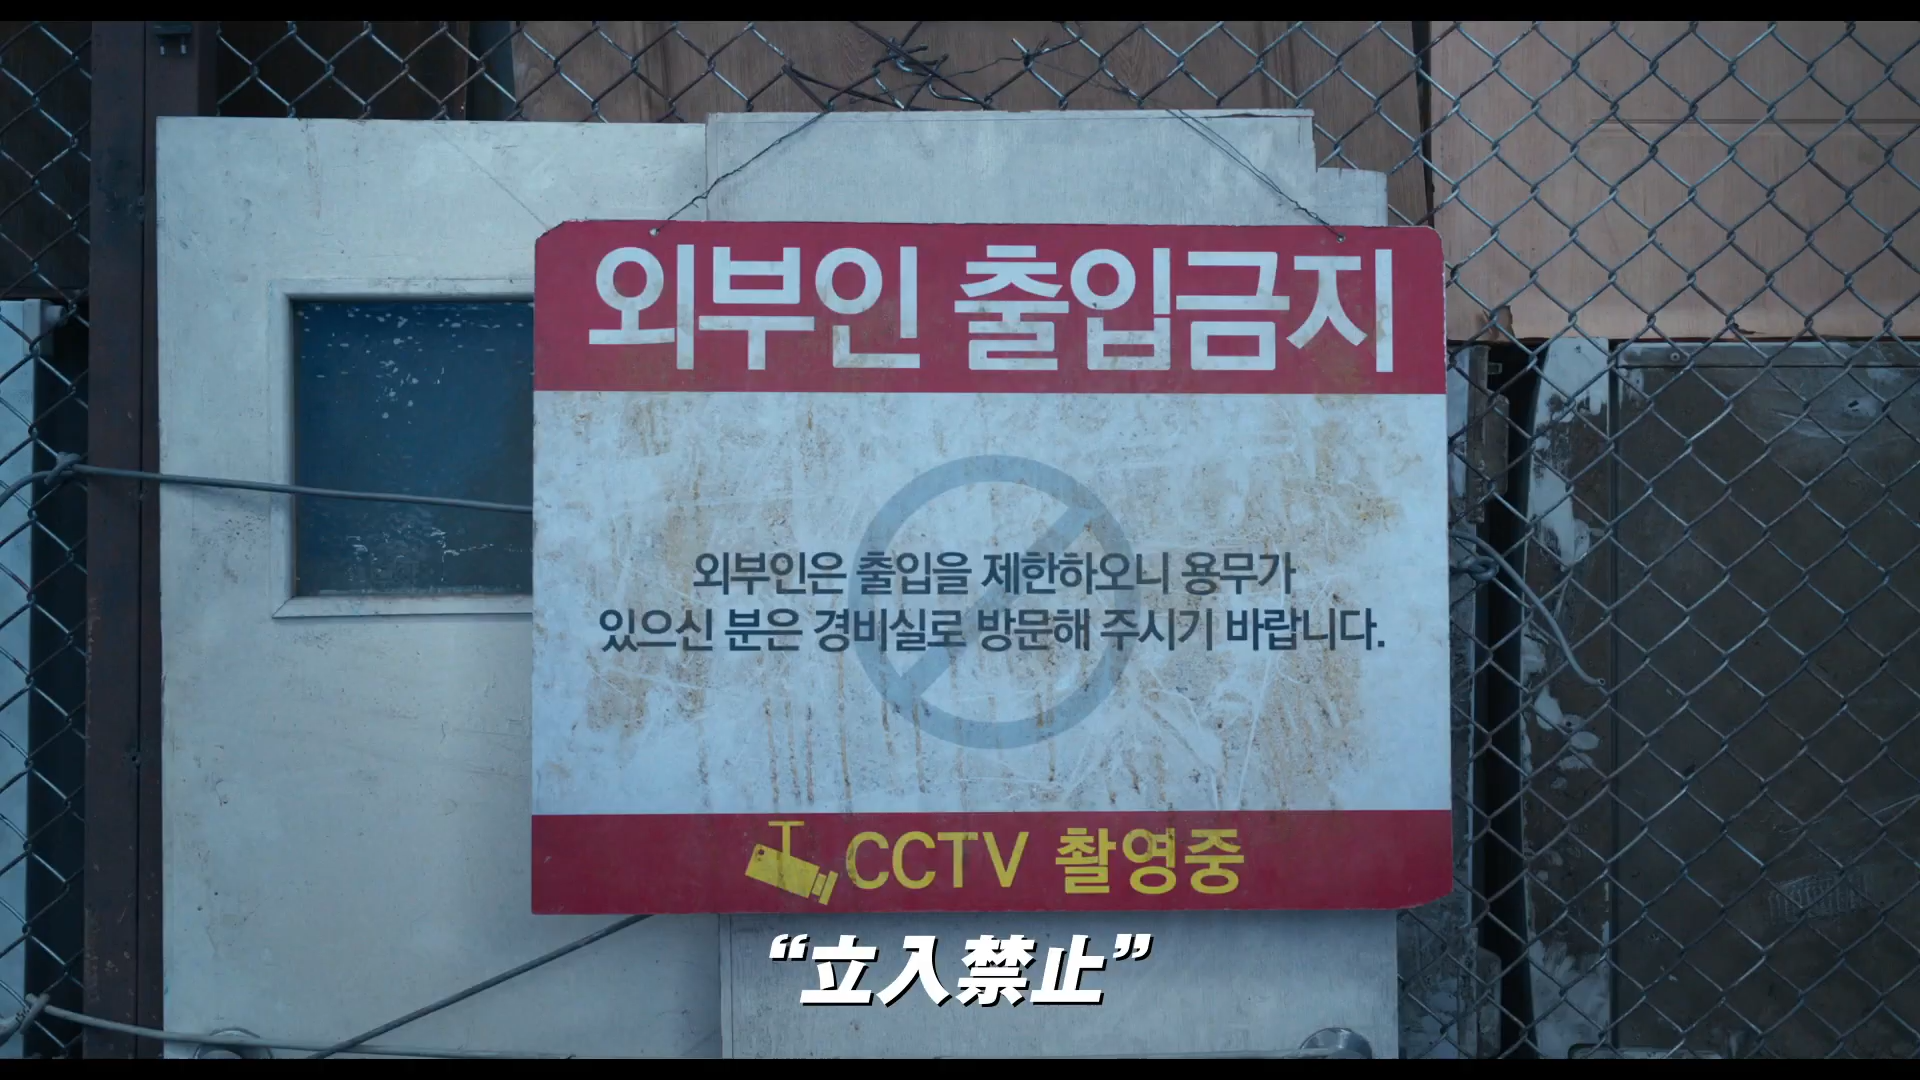 외부인 출입금지
외부인은 출입을 제한하오니 용무가
있으신 분은 경비실로 방문해 주시기 바랍니다.
CCTV 촬영중
“立入禁止”